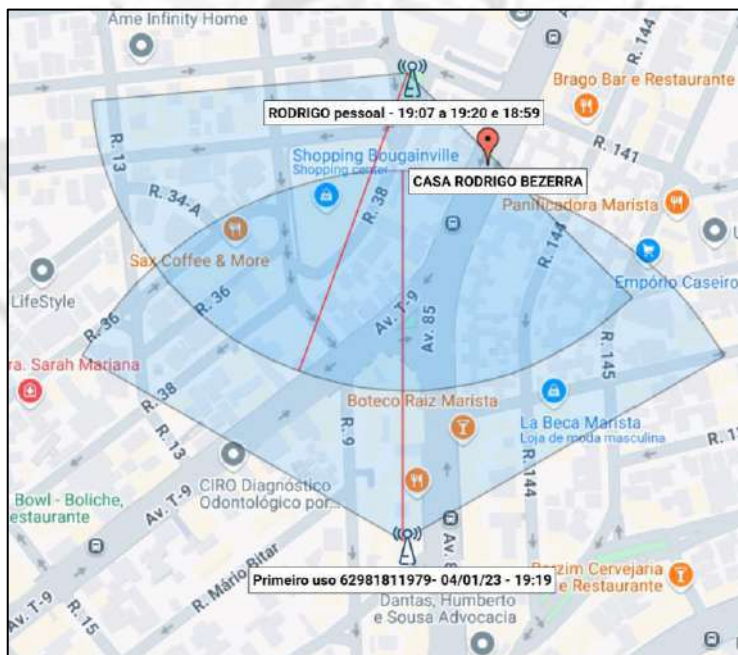 Ame Infinity Home
R. 144
Brago Bar e Restaurante
RODRIGO pessoal - 19:07 a 19:20 e 18:59
R. 13
Shopping Bougainville
Shopping center
R. 141
CASA RODRIGO BEZERRA
R. 34-A
R. 38
Panificadora Marista
Sax Coffee & More
R. 144
Empório Caseiro
LifeStyle
R. 36
R. 36
Av. T-9
Av. 85
ra. Sarah Mariana
R. 38
R. 145
Boteco Raiz Marista
La Beca Marista
Loja de moda masculina
R. 13
R. 9
CIRO Diagnóstico
Odontológico por...
R. 144
Bowl - Boliche,
estaurante
Av. T-9
R. Mário Bitar
Primeiro uso 62981811979- 04/01/23 - 19:19
Cervejaria
e Restaurante
Dantas, Humberto
e Sousa Advocacia
Av. T-9
R. 15